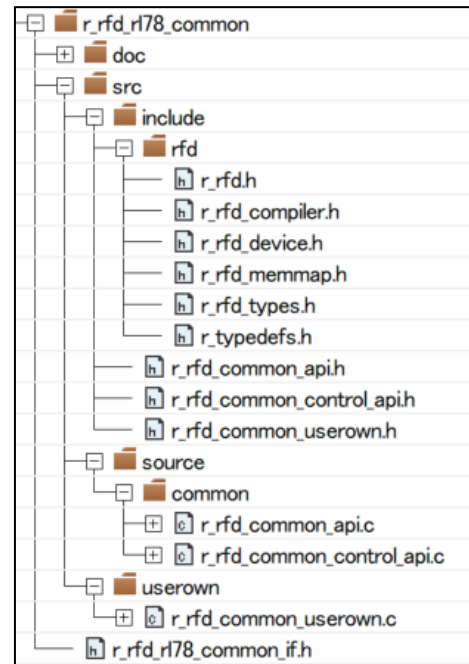 r_rfd_rl78_common
doc
src
include
rfd
r_rfd.h
r_rfd_compiler.h
r_rfd_device.h
r_rfd_memmap.h
r_rfd_types.h
r_typedefs.h
r_rfd_common_api.h
r_rfd_common_control_api.h
r_rfd_common_userown.h
source
common
r_rfd_common_api.c
r_rfd_common_control_api.c
userown
r_rfd_common_userown.c
r_rfd_rl78_common_if.h